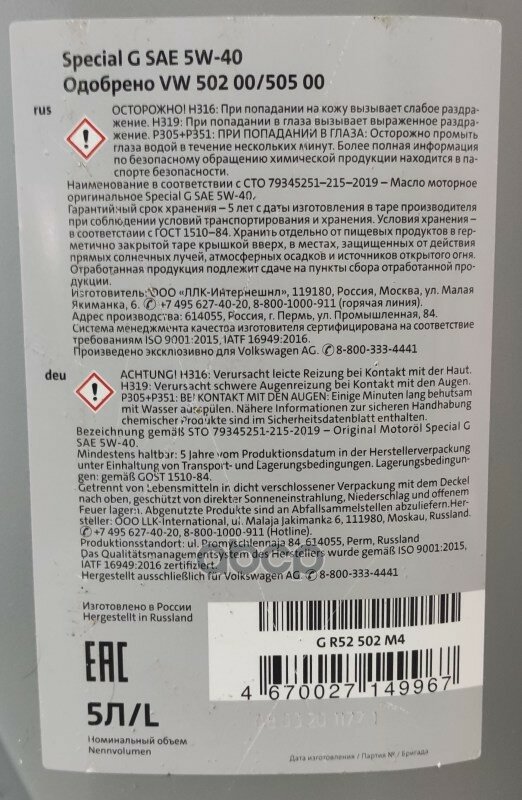 Special G SAE 5W-40
Одобрено VW 502 00/505 00
rus
ОСТОРОЖНО! H316: При попадании на кожу вызывает слабое раздра-
жение. H319: При попадании в глаза вызывает выраженное раздра-
жение. P305+P351: ПРИ ПОПАДАНИИ В ГЛАЗА: Осторожно промыть
глаза водой в течение нескольких минут. Более полная информация
по безопасному обращению химической продукции находится в па-
спорте безопасности.
Наименование в соответствии с СТО 79345251–215–2019 – Масло моторное
оригинальное Special G SAE 5W-40.
Гарантийный срок хранения – 5 лет с даты изготовления в таре производителя
при соблюдении условий транспортирования и хранения. Условия хранения –
в соответствии с ГОСТ 1510–84. Хранить отдельно от пищевых продуктов в гер-
метично закрытой таре крышкой вверх, в местах, защищенных от действия
прямых солнечных лучей, атмосферных осадков и источников открытого огня.
Отработанная продукция подлежит сдаче на пункты сбора отработанной про-
дукции.
Изготовитель: ООО «ЛЛК-Интернешнл», 119180, Россия, Москва, ул. Малая
Якиманка, 6. ✆ +7 495 627-40-20, 8-800-1000-911 (горячая линия).
Адрес производства: 614055, Россия, г. Пермь, ул. Промышленная, 84.
Система менеджмента качества изготовителя сертифицирована на соответствие
требованиям ISO 9001:2015, IATF 16949:2016.
Произведено эксклюзивно для Volkswagen AG. ✆ 8-800-333-4441
deu
ACHTUNG! H316: Verursacht leichte Reizung bei Kontakt mit der Haut.
H319: Verursacht schwere Augenreizung bei Kontakt mit den Augen.
P305+P351: BEI KONTAKT MIT DEN AUGEN: Einige Minuten lang behutsam
mit Wasser ausspülen. Nähere Informationen zur sicheren Handhabung
chemischer Produkte sind im Sicherheitsdatenblatt enthalten.
Bezeichnung gemäß STO 79345251-215-2019 – Original Motoröl Special G
SAE 5W-40.
Mindestens haltbar: 5 Jahre vom Produktionsdatum in der Herstellerverpackung
unter Einhaltung von Transport- und Lagerungsbedingungen. Lagerungsbedingun-
gen: gemäß GOST 1510-84.
Getrennt von Lebensmitteln in dicht verschlossener Verpackung mit dem Deckel
nach oben, geschützt von direkter Sonneneinstrahlung, Niederschlag und offenem
Feuer lagern. Abgenutzte Produkte sind an Abfallsammelstellen abzuliefern. Her-
steller: OOO LLK-International, ul. Malaja Jakimanka 6, 111980, Moskau, Russland.
✆ +7 495 627-40-20, 8-800-1000-911 (Hotline).
Produktionsstandort: ul. Promyschlennaja 84, 614055, Perm, Russland
Das Qualitätsmanagementsystem des Herstellers wurde gemäß ISO 9001:2015,
IATF 16949:2016 zertifiziert.
Hergestellt ausschließlich für Volkswagen AG. ✆ 8-800-333-4441
Изготовлено в России
Hergestellt in Russland
EAC
5Л/L
Номинальный объем
Nennvolumen
G R52 502 M4
4 670027 149967
Дата изготовления / Партия № / Бригада